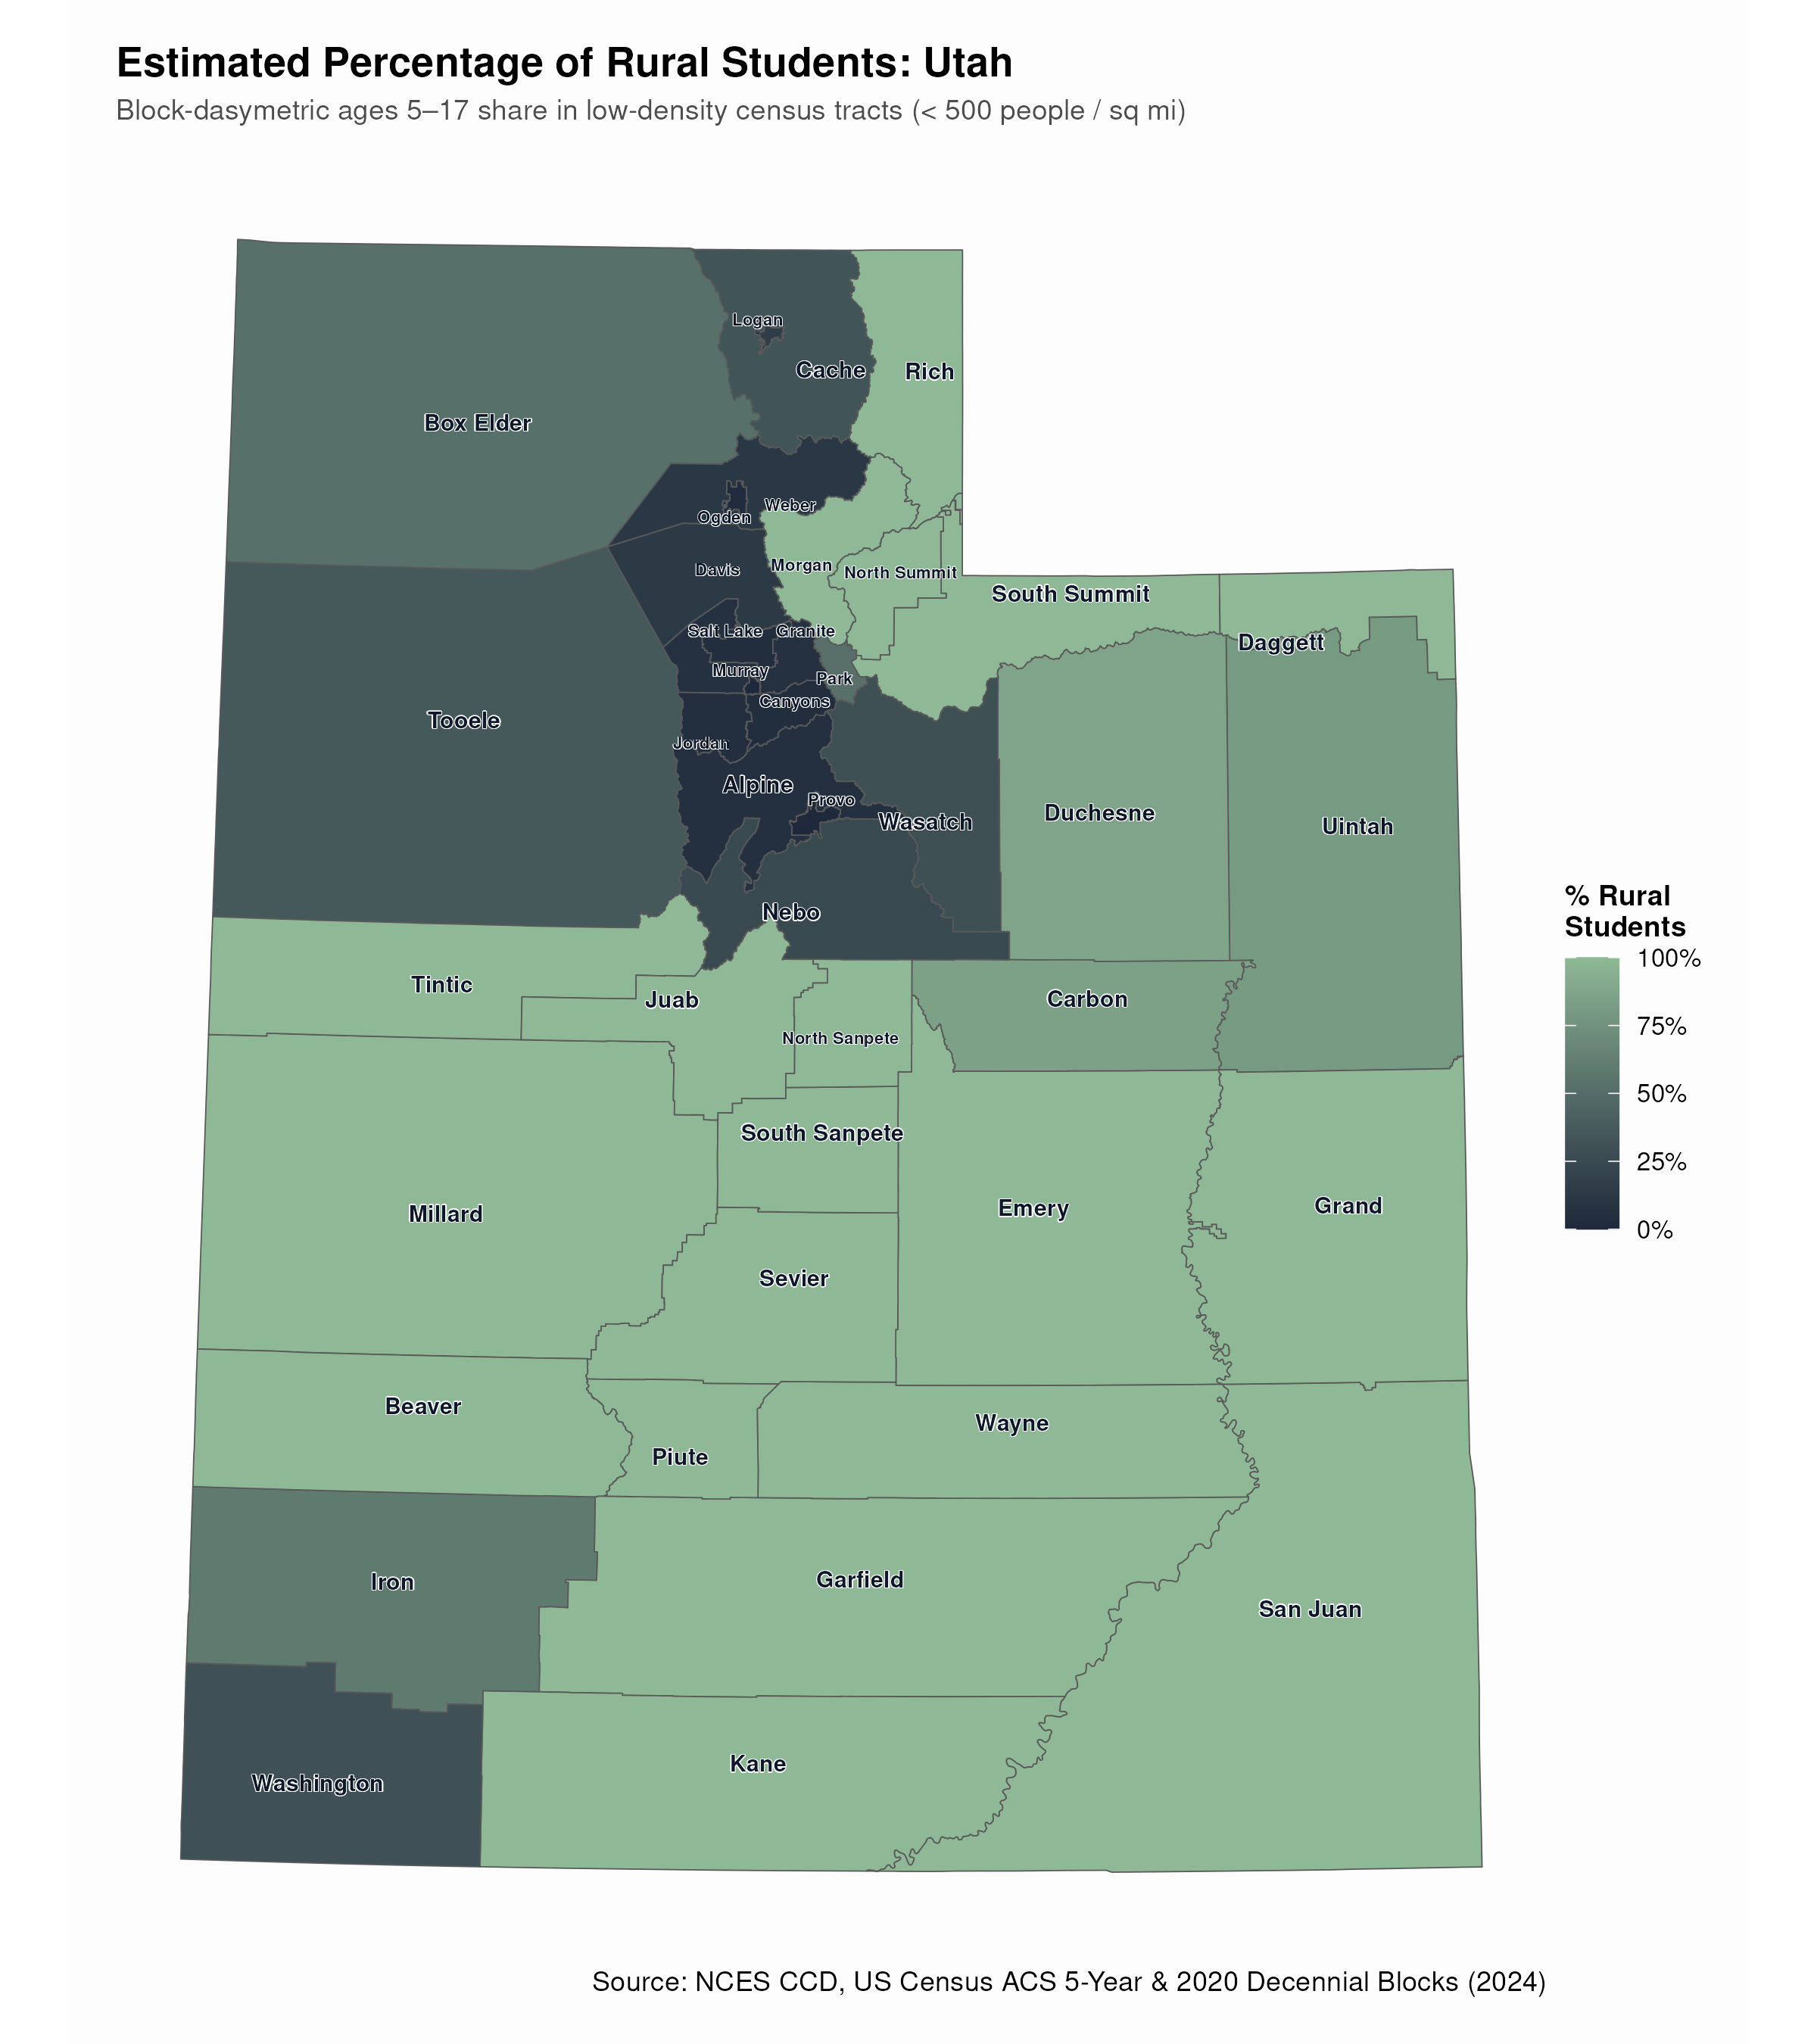 Estimated Percentage of Rural Students: Utah
Block-dasymetric ages 5–17 share in low-density census tracts (< 500 people / sq mi)
Logan
Cache
Rich
Box Elder
Weber
Ogden
Davis
Morgan
North Summit
South Summit
Salt Lake
Granite
Daggett
Murray
Park
Canyons
Tooele
Jordan
Alpine
Provo
Wasatch
Duchesne
Uintah
Nebo
% Rural
Students
100%
75%
50%
25%
0%
Tintic
Juab
Carbon
North Sanpete
South Sanpete
Millard
Emery
Grand
Sevier
Beaver
Wayne
Piute
Iron
Garfield
San Juan
Kane
Washington
Source: NCES CCD, US Census ACS 5-Year & 2020 Decennial Blocks (2024)